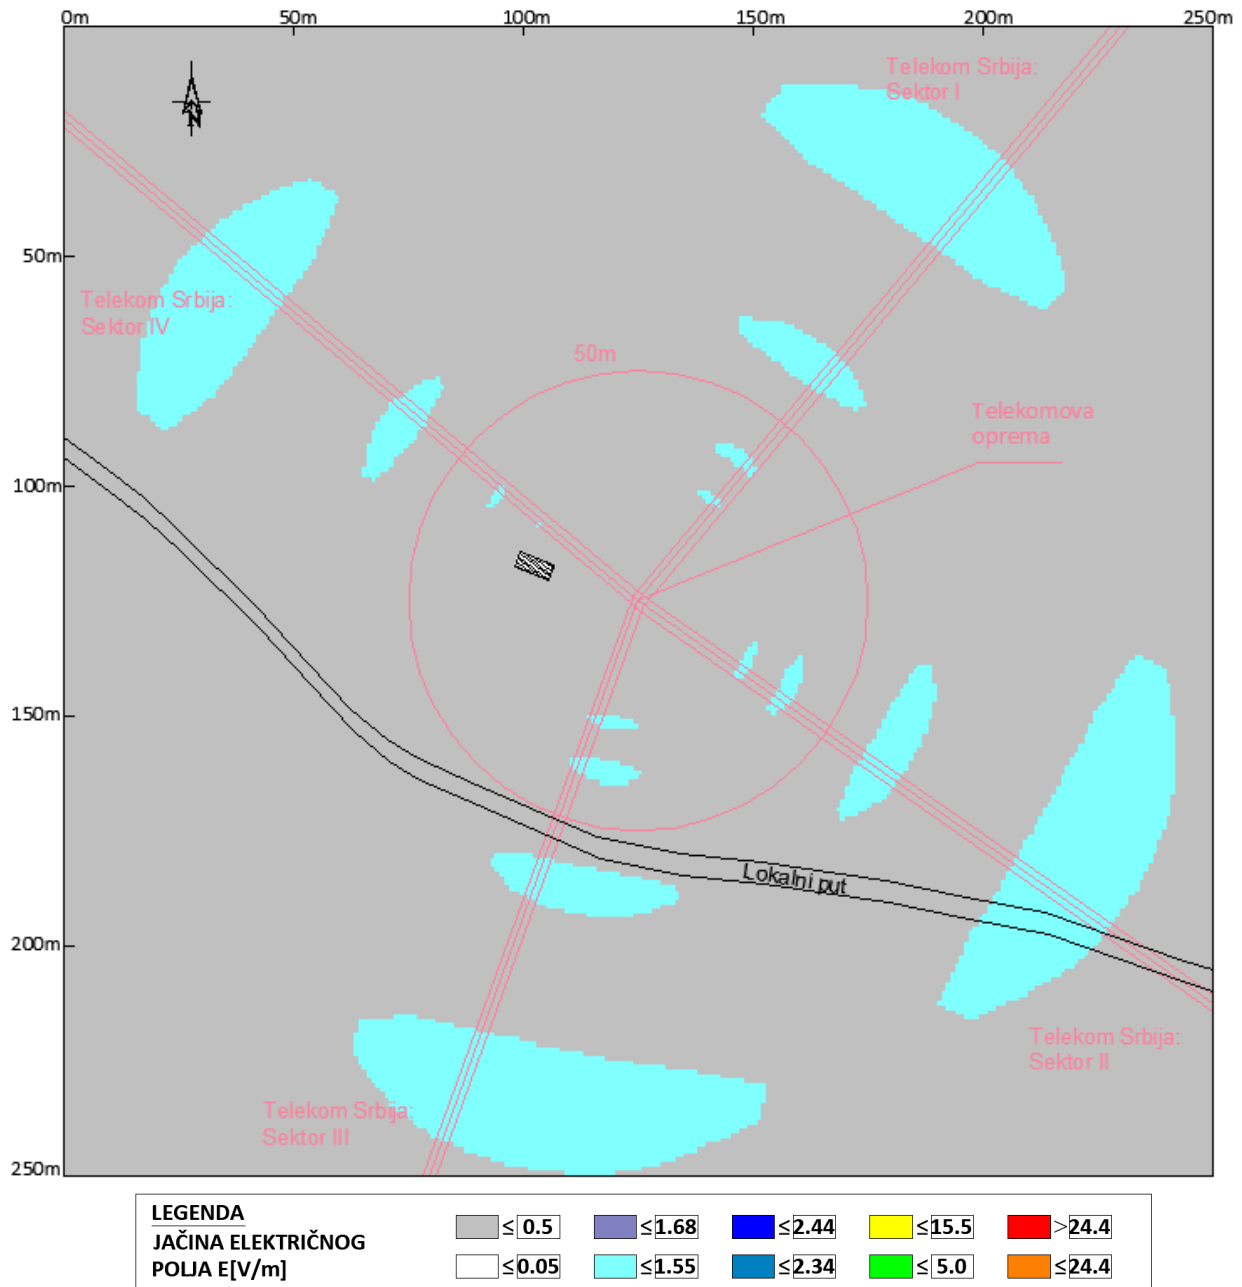 0m 50m 100m 150m 200m 250m
N
Telekom Srbija:
Sektor I
50m
Telekom Srbija:
Sektor IV
50m
Telekomova
oprema
100m
150m
Lokalni put
200m
Telekom Srbija:
Sektor II
Telekom Srbija:
Sektor III
250m
LEGENDA
JAČINA ELEKTRIČNOG
POLJA E[V/m]
≤ 0.5 ≤1.68 ≤2.44 ≤15.5 >24.4
≤0.05 ≤1.55 ≤2.34 ≤ 5.0 ≤24.4